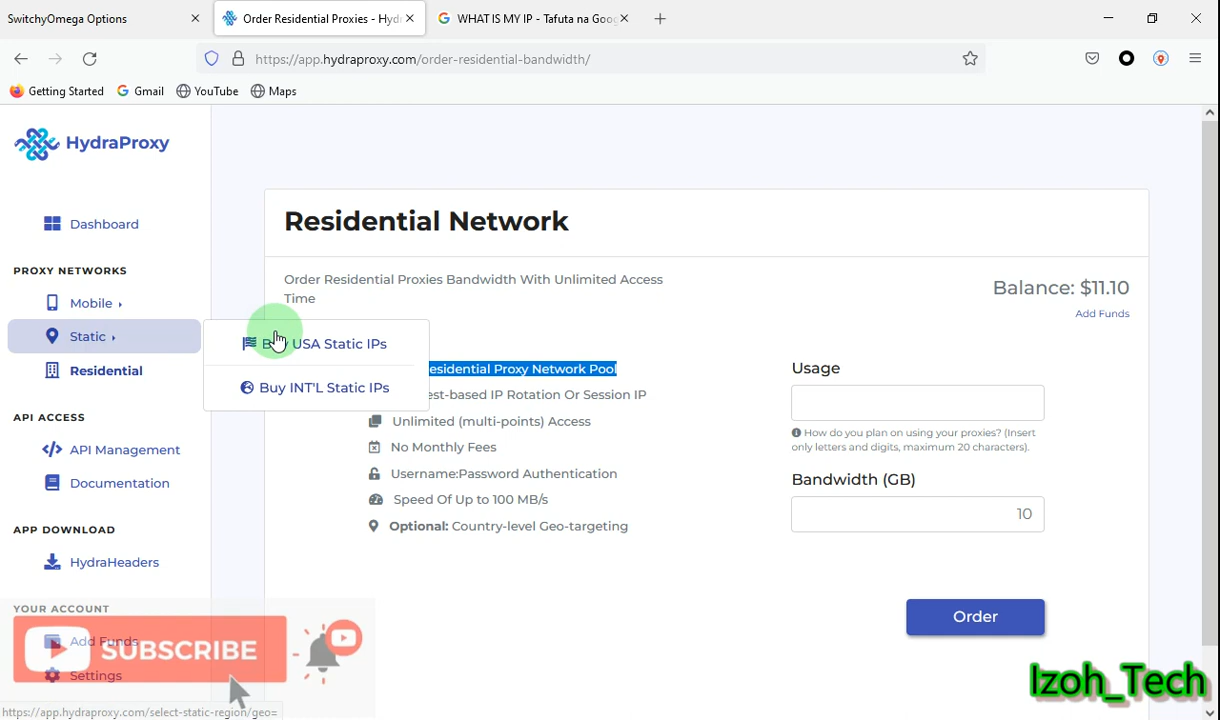 SwitchyOmega Options
Order Residential Proxies - Hydr
WHAT IS MY IP - Tafuta na Goog
https://app.hydraproxy.com/order-residential-bandwidth/
Getting Started
Gmail
YouTube
Maps
HydraProxy
Dashboard
PROXY NETWORKS
Mobile
Static
Residential
API ACCESS
API Management
Documentation
APP DOWNLOAD
HydraHeaders
YOUR ACCOUNT
Add Funds
Settings
Buy USA Static IPs
Buy INT'L Static IPs
Residential Network
Order Residential Proxies Bandwidth With Unlimited Access
Time
Balance: $11.10
Add Funds
esidential Proxy Network Pool
est-based IP Rotation Or Session IP
Unlimited (multi-points) Access
No Monthly Fees
Username:Password Authentication
Speed Of Up to 100 MB/s
Optional: Country-level Geo-targeting
Usage
How do you plan on using your proxies? (Insert
only letters and digits, maximum 20 characters).
Bandwidth (GB)
10
Order
SUBSCRIBE
Izoh_Tech
https://app.hydraproxy.com/select-static-region/geo=